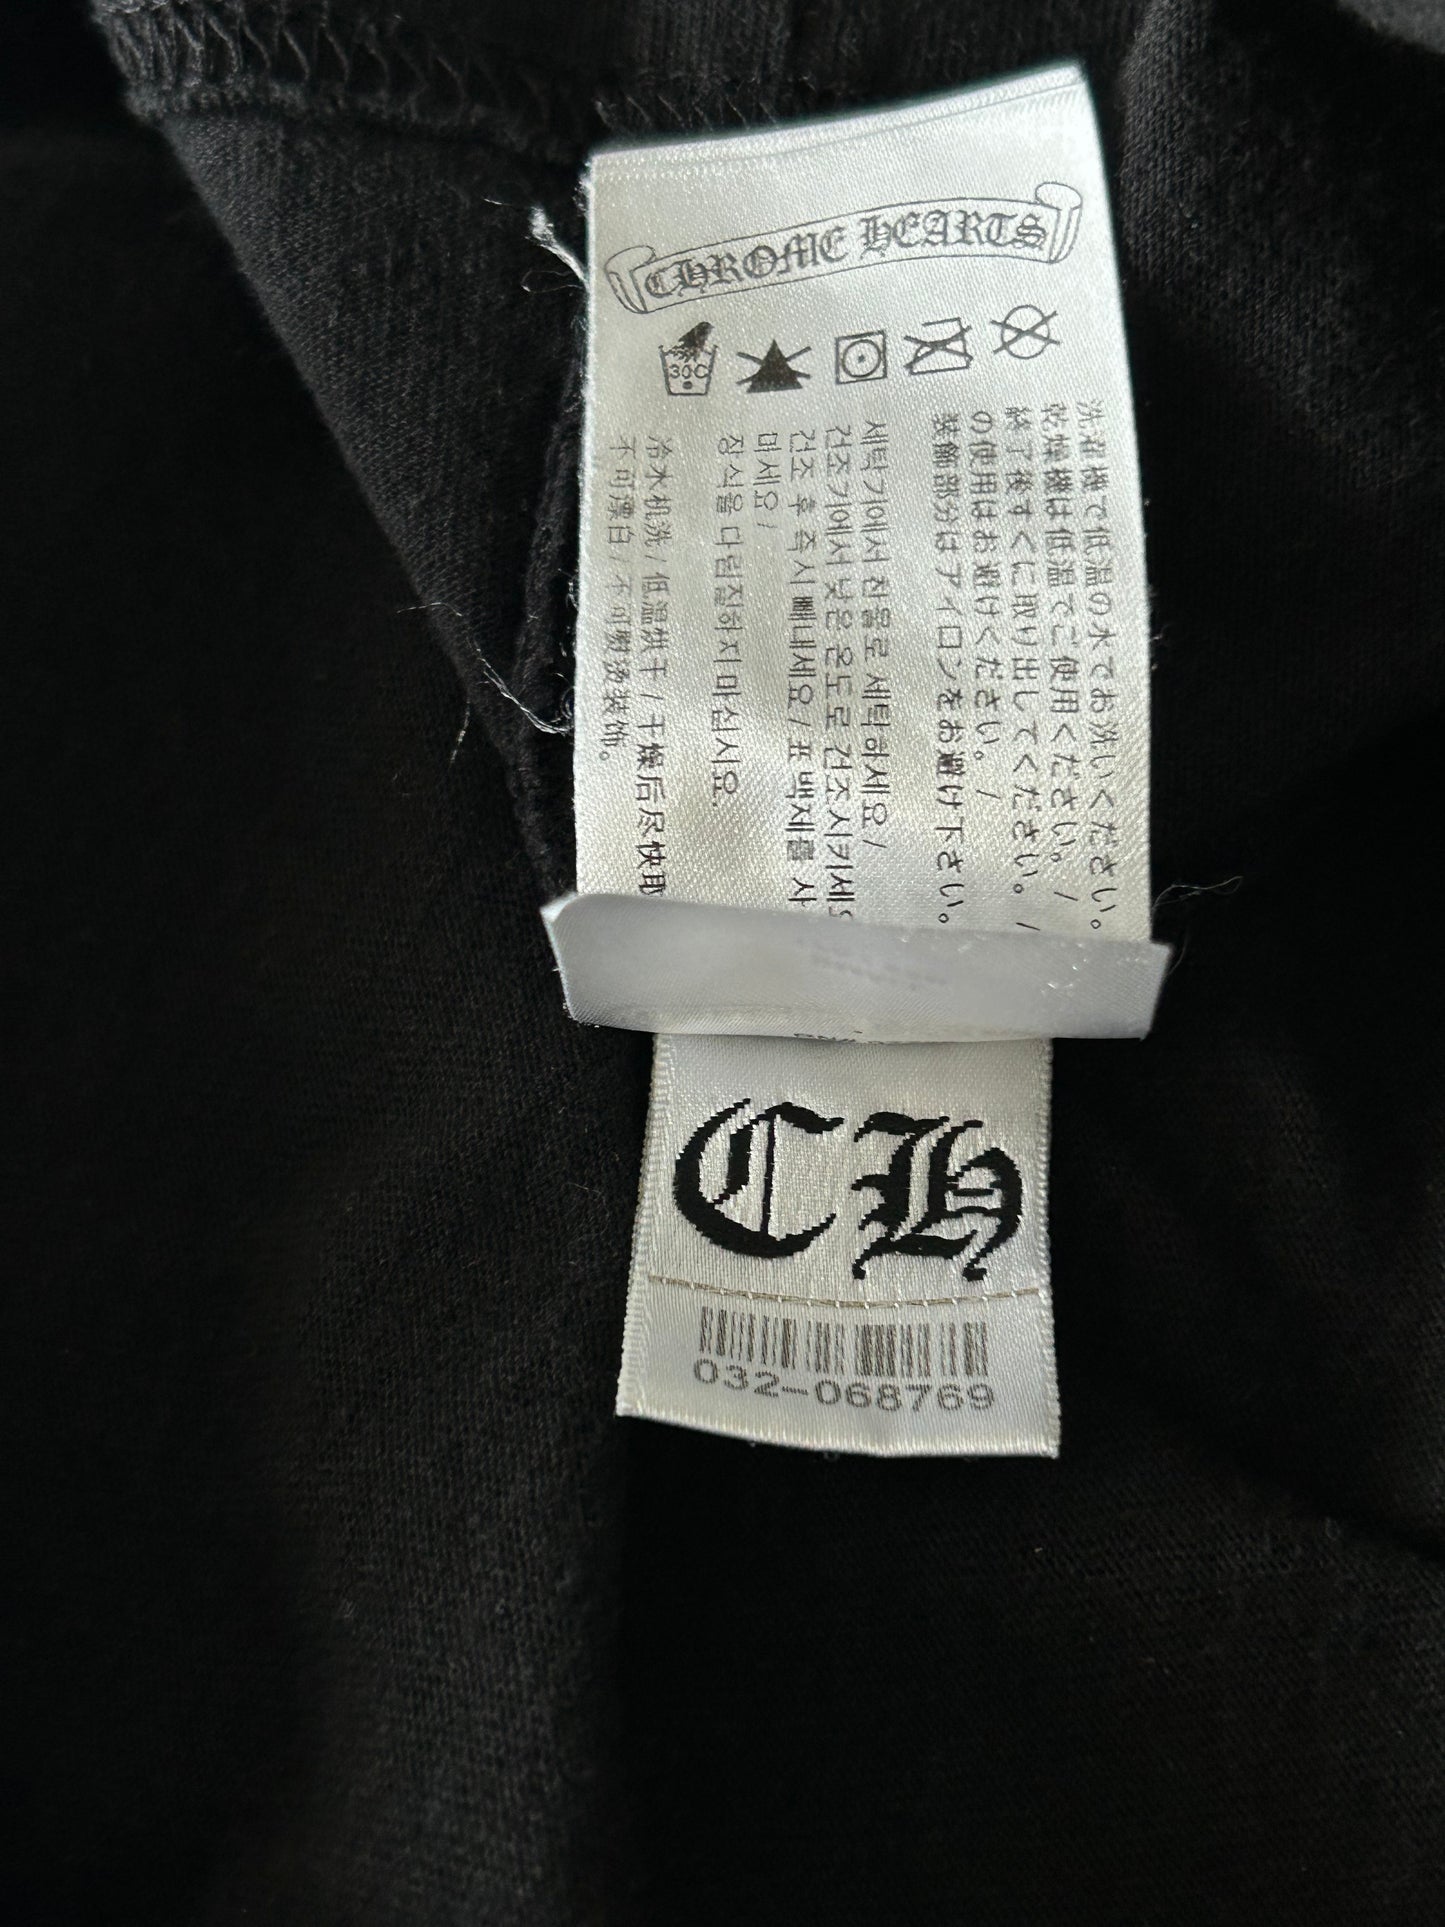 CHROME HEARTS
30C
洗濯機で低温の水でお洗いください。/
乾燥機は低温でご使用ください。/
終了後すぐに取り出してください。/
の使用はお避けください。/
装飾部分はアイロンをお避け下さい。
세탁기에서 찬물로 세탁하세요/
건조기에서 낮은 온도로 건조시키세요
건조 후 즉시 빼내세요/표백제를 사
마세요/
장식을 다림질하지마십시요.
冷水机洗/低温烘干/干燥后尽快取
不可漂白/不可熨烫装饰。
CH
032-068769